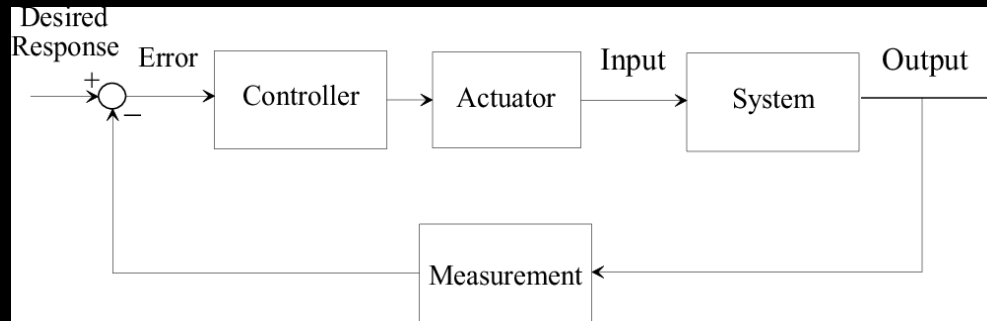 Desired
Response
Error
Input
Output
+
Controller
Actuator
System
−
Measurement